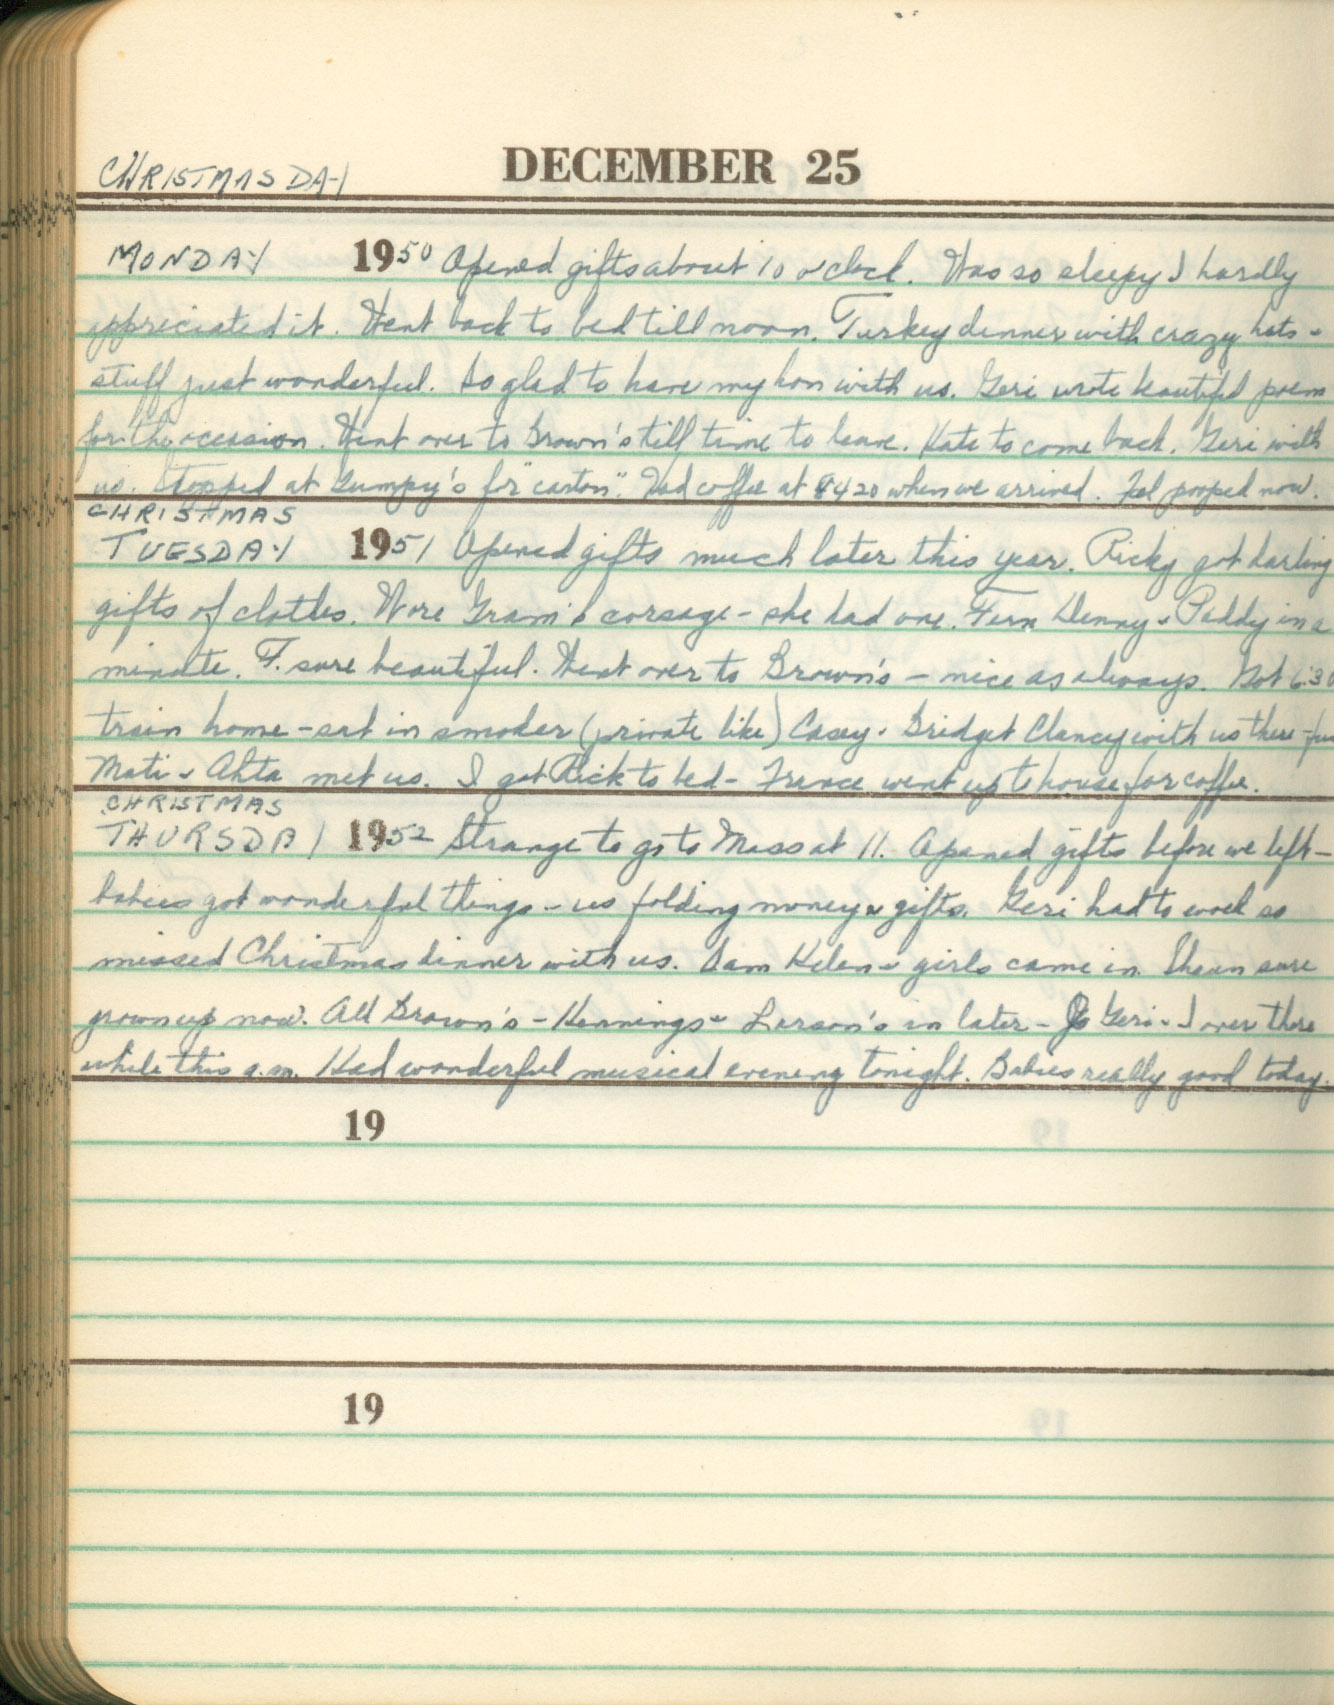 CHRISTMAS DAY
DECEMBER 25
MONDAY 1950 Opened gifts about 10 o'clock. Was so sleepy I hardly
appreciated it. Went back to bed till noon. Turkey dinner with crazy hats -
stuff just wonderful. So glad to have my hon with us. Geri wrote beautiful poem
for the occasion. Went over to Brown's till time to leave. Hate to come back. Geri with
us. Stopped at Gumpy's for "carton". Had coffee at 420 when we arrived. Feel pooped now.
CHRISTMAS
TUESDAY 1951 Opened gifts much later this year. Ricky got darling
gifts of clothes. Wore Gram's corsage - she had one. Fern Denny & Paddy in a
minute. F. sure beautiful. Went over to Brown's - nice as always. Got 6:30
train home - sat in smoker (private like) Casey & Bridget Clancy with us there -
Mati & Ahta met us. I got Rick to bed - went up to house for coffee.
CHRISTMAS
THURSDAY 1952 Strange to go to Mass at 11. Opened gifts before we left -
babies got wonderful things - us folding money & gifts. Geri had to work so
missed Christmas dinner with us. Sam Helen & girls came in. sure
grown up now. All Brown's - Hennings & Larson's in later - Jo Geri & I over there
while this a.m. Had wonderful musical evening tonight. Babies really good today.
19
19